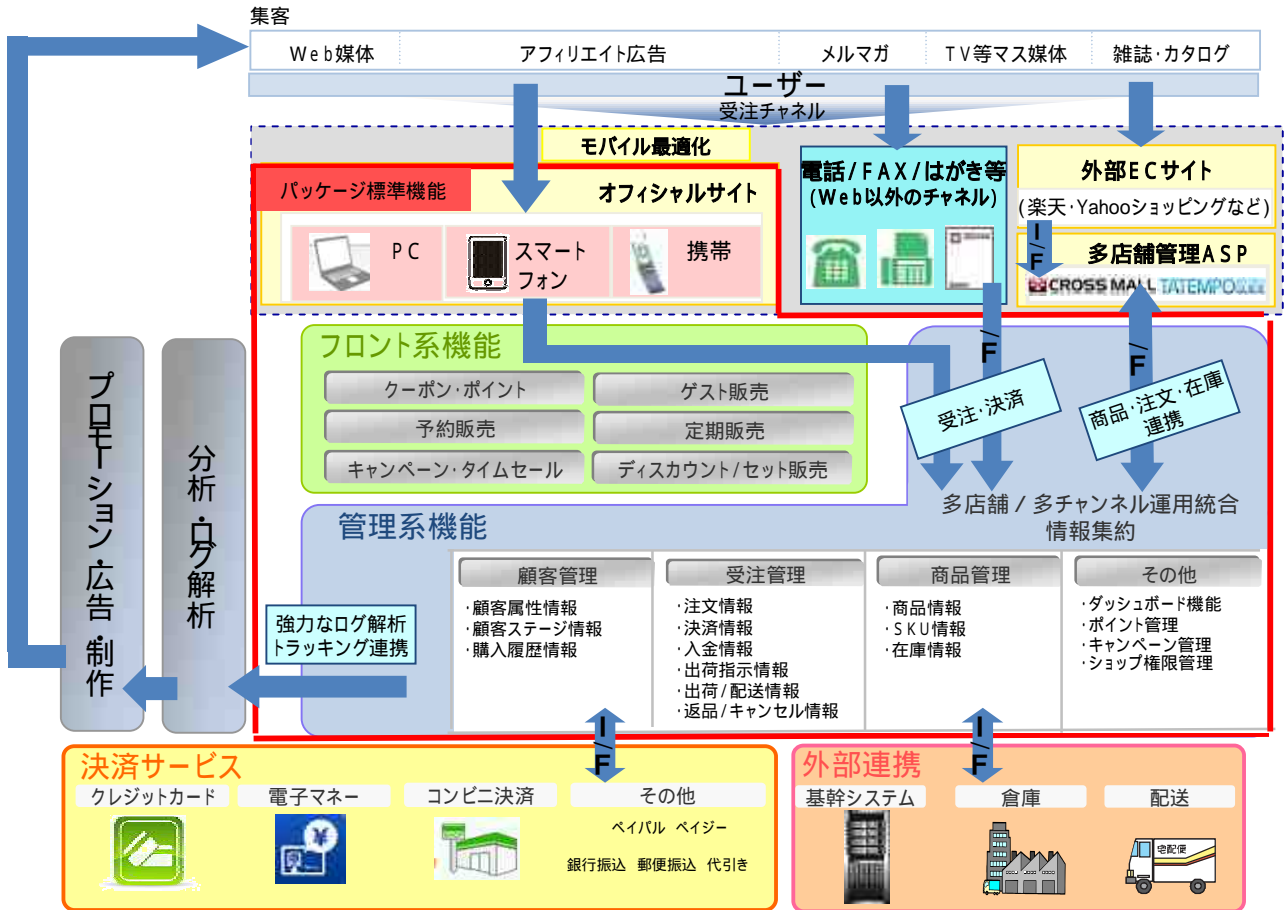 集客
Web媒体
アフィリエイト広告
メルマガ
TV等マス媒体
雑誌・カタログ
ユーザー
受注チャネル
モバイル最適化
パッケージ標準機能
オフィシャルサイト
PC
スマート
フォン
携帯
電話/FAX/はがき等
(Web以外のチャネル)
外部ECサイト
(楽天・Yahooショッピングなど)
I/F
多店舗管理ASP
CROSS MALL
TATEMPO
フロント系機能
クーポン・ポイント
ゲスト販売
予約販売
定期販売
キャンペーン・タイムセール
ディスカウント/セット販売
I/F
I/F
受注・決済
商品・注文・在庫
連携
多店舗/多チャンネル運用統合
情報集約
管理系機能
顧客管理
・顧客属性情報
・顧客ステージ情報
・購入履歴情報
受注管理
・注文情報
・決済情報
・入金情報
・出荷指示情報
・出荷/配送情報
・返品/キャンセル情報
商品管理
・商品情報
・SKU情報
・在庫情報
その他
・ダッシュボード機能
・ポイント管理
・キャンペーン管理
・ショップ権限管理
強力なログ解析
トラッキング連携
プロモーション・広告・制作
分析・ログ解析
I/F
I/F
決済サービス
クレジットカード
電子マネー
コンビニ決済
その他
ペイパル ペイジー
銀行振込 郵便振込 代引き
外部連携
基幹システム
倉庫
配送
宅配便